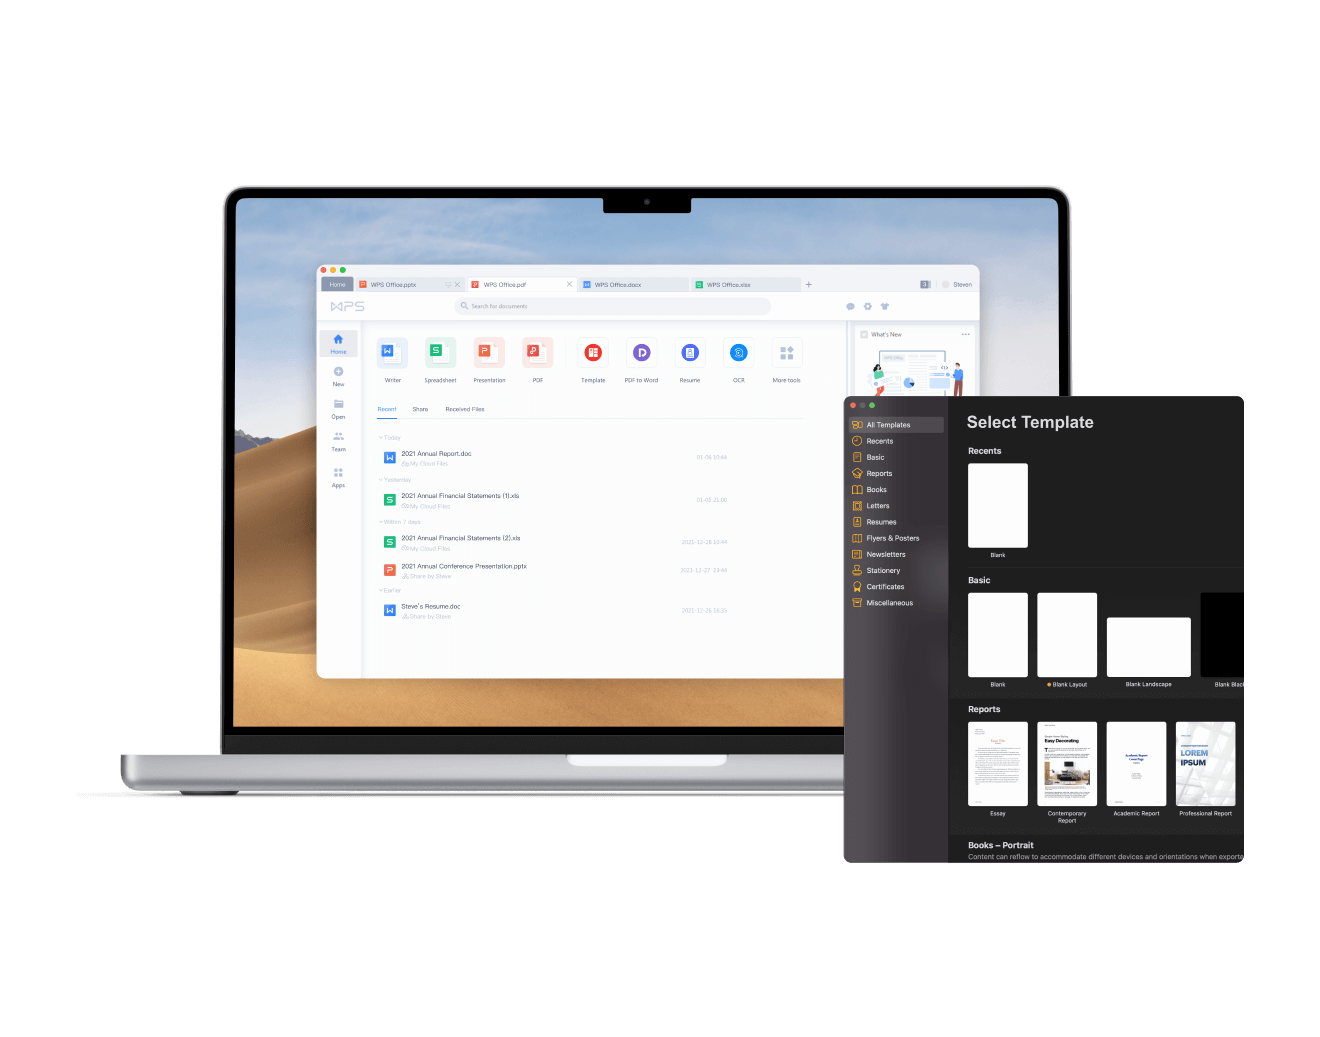 Home
WPS Office.pptx
WPS Office.pdf
WPS Office.docx
WPS Office.xlsx
3
Steven
WPS
Search for documents
What's New
Home
New
Open
Team
Apps
Writer
Spreadsheet
Presentation
PDF
Template
PDF to Word
Resume
OCR
More tools
Recent
Share
Received Files
Today
2021 Annual Report.doc
01-06 10:44
My Cloud Files
Yesterday
2021 Annual Financial Statements (1).xls
01-01 21:00
My Cloud Files
Within 7 days
2021 Annual Financial Statements (2).xls
2021-12-28 10:44
My Cloud Files
2021 Annual Conference Presentation.pptx
2021-12-27 23:44
Share by Steve
Earlier
Steve's Resume.doc
2021-12-26 16:35
Share by Steve
All Templates
Recents
Basic
Reports
Books
Letters
Resumes
Flyers & Posters
Newsletters
Stationery
Certificates
Miscellaneous
Select Template
Recents
Blank
Basic
Blank
Blank Layout
Blank Landscape
Blank Blac
Reports
Easy Decorating
Academic Report
LOREM
IPSUM
Essay
Contemporary
Report
Academic Report
Professional Report
Books – Portrait
Content can reflow to accommodate different devices and orientations when exporte